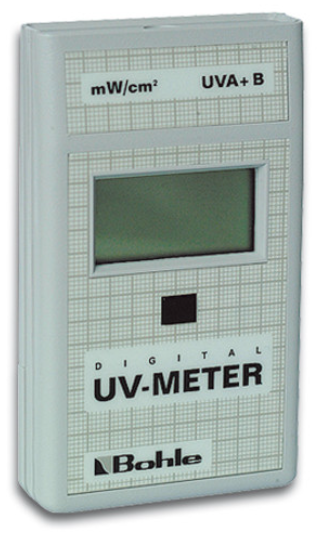 mW/cm² UVA+B
DIGITAL
UV-METER
Bohle